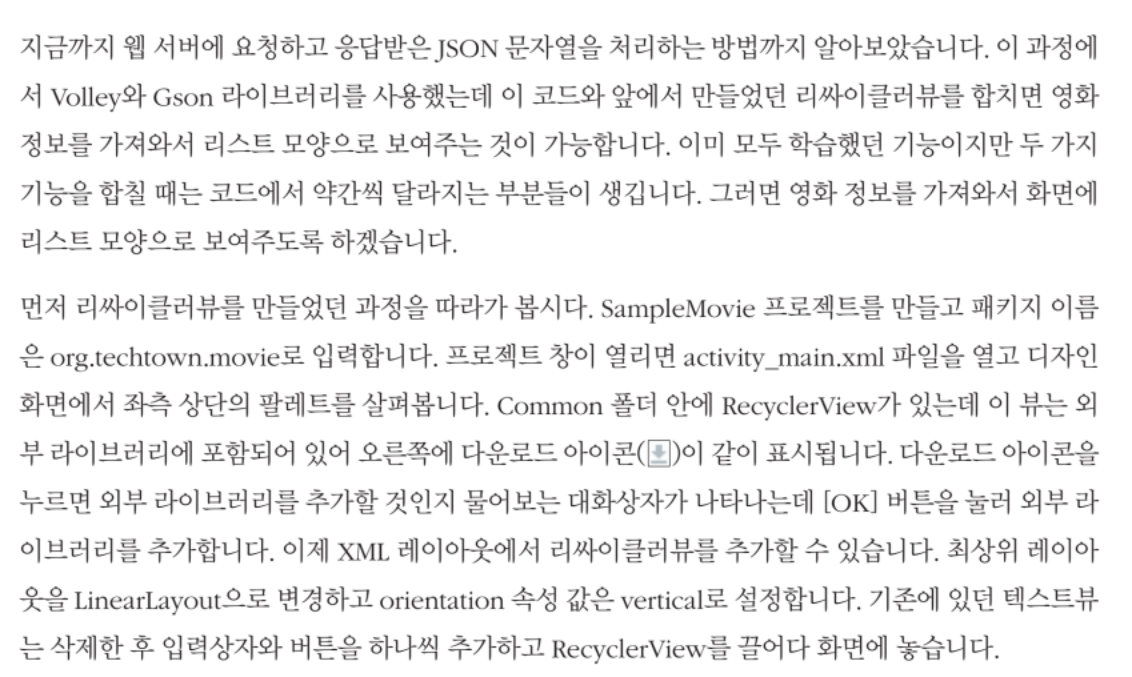 지금까지 웹 서버에 요청하고 응답받은 JSON 문자열을 처리하는 방법까지 알아보았습니다. 이 과정에
서 Volley와 Gson 라이브러리를 사용했는데 이 코드와 앞에서 만들었던 리싸이클러뷰를 합치면 영화
정보를 가져와서 리스트 모양으로 보여주는 것이 가능합니다. 이미 모두 학습했던 기능이지만 두 가지
기능을 합칠 때는 코드에서 약간씩 달라지는 부분들이 생깁니다. 그러면 영화 정보를 가져와서 화면에
리스트 모양으로 보여주도록 하겠습니다.
먼저 리싸이클러뷰를 만들었던 과정을 따라가 봅시다. SampleMovie 프로젝트를 만들고 패키지 이름
은 org.techtown.movie로 입력합니다. 프로젝트 창이 열리면 activity_main.xml 파일을 열고 디자인
화면에서 좌측 상단의 팔레트를 살펴봅니다. Common 폴더 안에 RecyclerView가 있는데 이 뷰는 외
부 라이브러리에 포함되어 있어 오른쪽에 다운로드 아이콘()이 같이 표시됩니다. 다운로드 아이콘을
누르면 외부 라이브러리를 추가할 것인지 물어보는 대화상자가 나타나는데 [OK] 버튼을 눌러 외부 라
이브러리를 추가합니다. 이제 XML 레이아웃에서 리싸이클러뷰를 추가할 수 있습니다. 최상위 레이아
웃을 LinearLayout으로 변경하고 orientation 속성 값은 vertical로 설정합니다. 기존에 있던 텍스트뷰
는 삭제한 후 입력상자와 버튼을 하나씩 추가하고 RecyclerView를 끌어다 화면에 놓습니다.